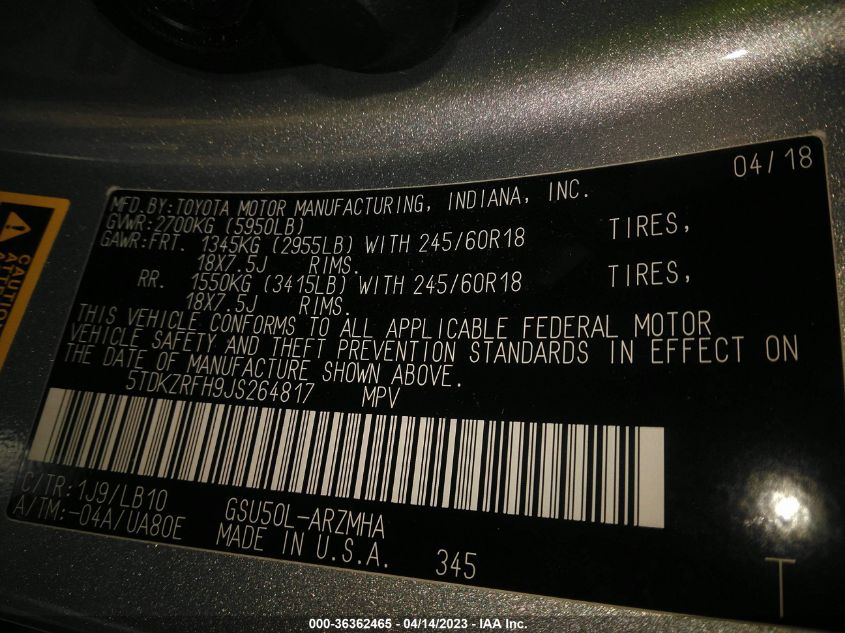 04/18
MFD.BY:TOYOTA MOTOR MANUFACTURING, INDIANA, INC.
GVWR:2700KG (5950LB)
GAWR:FRT. 1345KG (2955LB) WITH 245/60R18 TIRES,
18X7.5J RIMS.
RR. 1550KG (3415LB) WITH 245/60R18 TIRES,
18X7.5J RIMS.
THIS VEHICLE CONFORMS TO ALL APPLICABLE FEDERAL MOTOR
VEHICLE SAFETY AND THEFT PREVENTION STANDARDS IN EFFECT ON
THE DATE OF MANUFACTURE SHOWN ABOVE.
5TDKZRFH9JS264817 MPV
C/TR:1J9/LB10 GSU50L-ARZMHA
A/TM:-04A/UA80E MADE IN U.S.A. 345
T
CAUTION
000-36362465 - 04/14/2023 - IAA Inc.